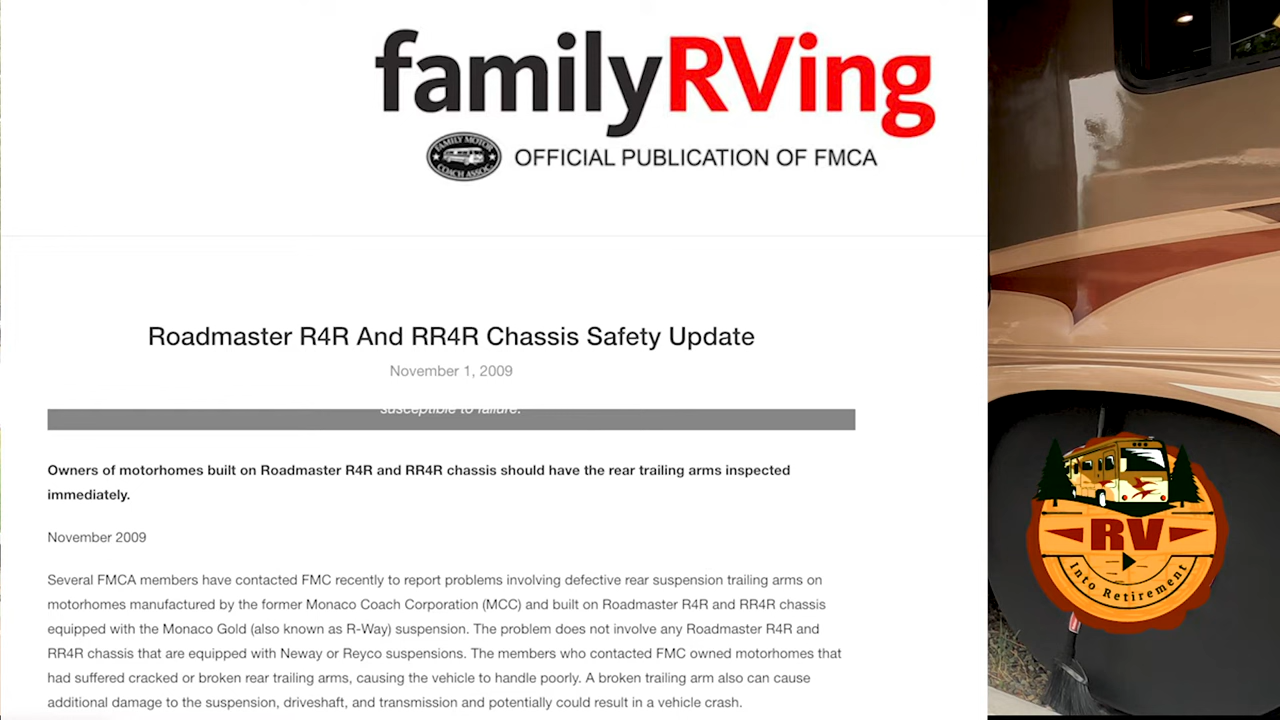 familyRVing
FAMILY MOTOR
COACH ASSOC.
OFFICIAL PUBLICATION OF FMCA
Roadmaster R4R And RR4R Chassis Safety Update
November 1, 2009
susceptible to failure.
Owners of motorhomes built on Roadmaster R4R and RR4R chassis should have the rear trailing arms inspected
immediately.
November 2009
Several FMCA members have contacted FMC recently to report problems involving defective rear suspension trailing arms on
motorhomes manufactured by the former Monaco Coach Corporation (MCC) and built on Roadmaster R4R and RR4R chassis
equipped with the Monaco Gold (also known as R-Way) suspension. The problem does not involve any Roadmaster R4R and
RR4R chassis that are equipped with Neway or Reyco suspensions. The members who contacted FMC owned motorhomes that
had suffered cracked or broken rear trailing arms, causing the vehicle to handle poorly. A broken trailing arm also can cause
additional damage to the suspension, driveshaft, and transmission and potentially could result in a vehicle crash.
RV
Into Retirement